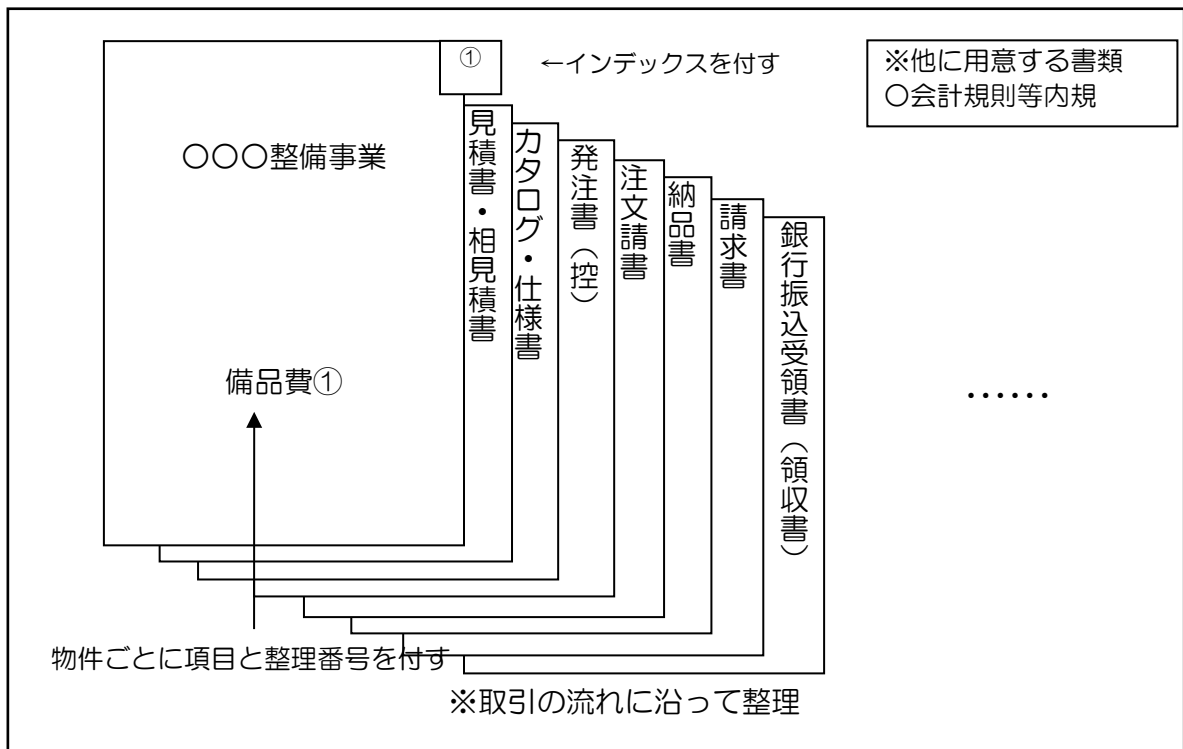 ①
←インデックスを付す
※他に用意する書類
〇会計規則等内規
〇〇〇整備事業
見積書・相見積書
カタログ・仕様書
発注書（控）
注文請書
納品書
請求書
銀行振込受領書（領収書）
備品費①
‥‥‥
物件ごとに項目と整理番号を付す
※取引の流れに沿って整理